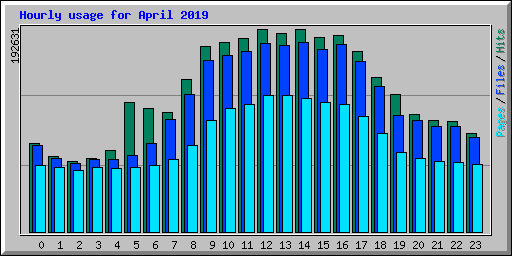 Hourly usage for April 2019
192631
Pages/Files/Hits
0 1 2 3 4 5 6 7 8 9 10 11 12 13 14 15 16 17 18 19 20 21 22 23